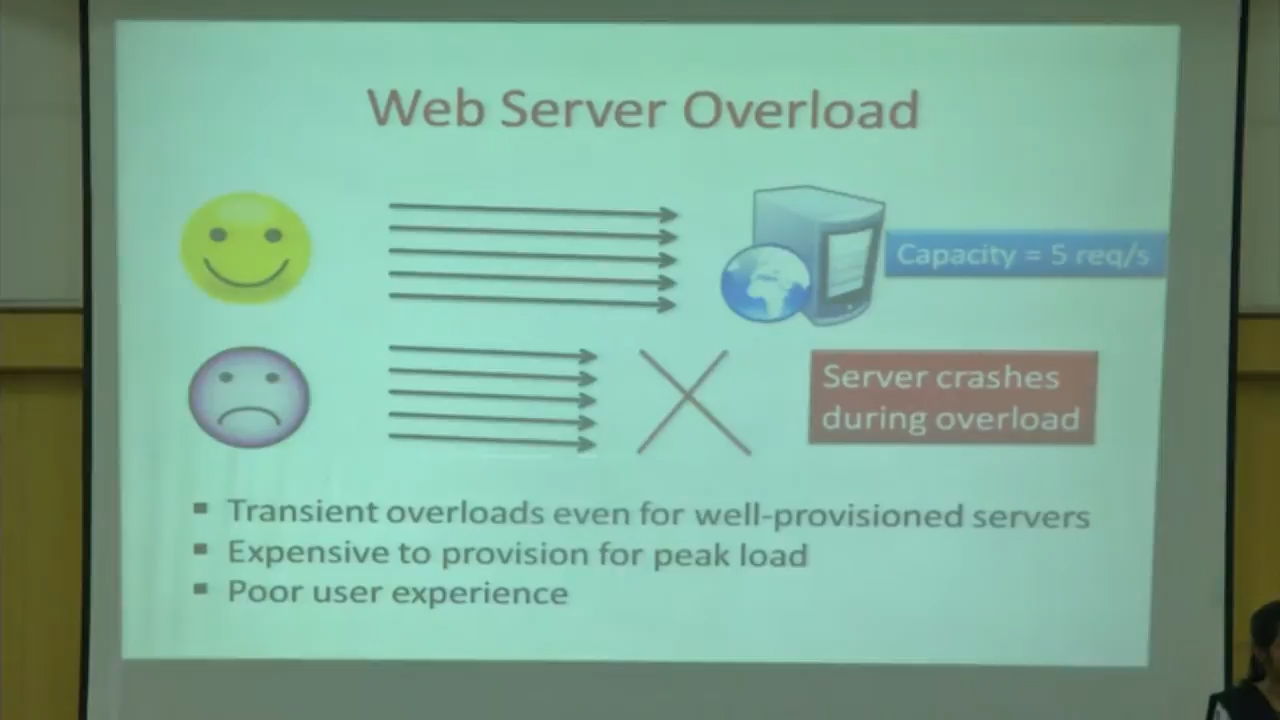 Web Server Overload
Capacity = 5 req/s
Server crashes
during overload
▪ Transient overloads even for well-provisioned servers
▪ Expensive to provision for peak load
▪ Poor user experience